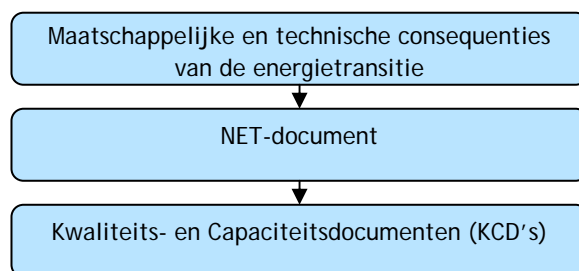 Maatschappelijke en technische consequenties
van de energietransitie
NET-document
Kwaliteits- en Capaciteitsdocumenten (KCD's)